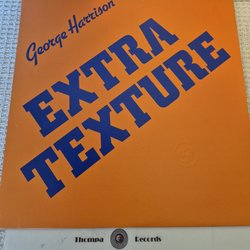 George Harrison
EXTRA
TEXTURE
Thompa Records